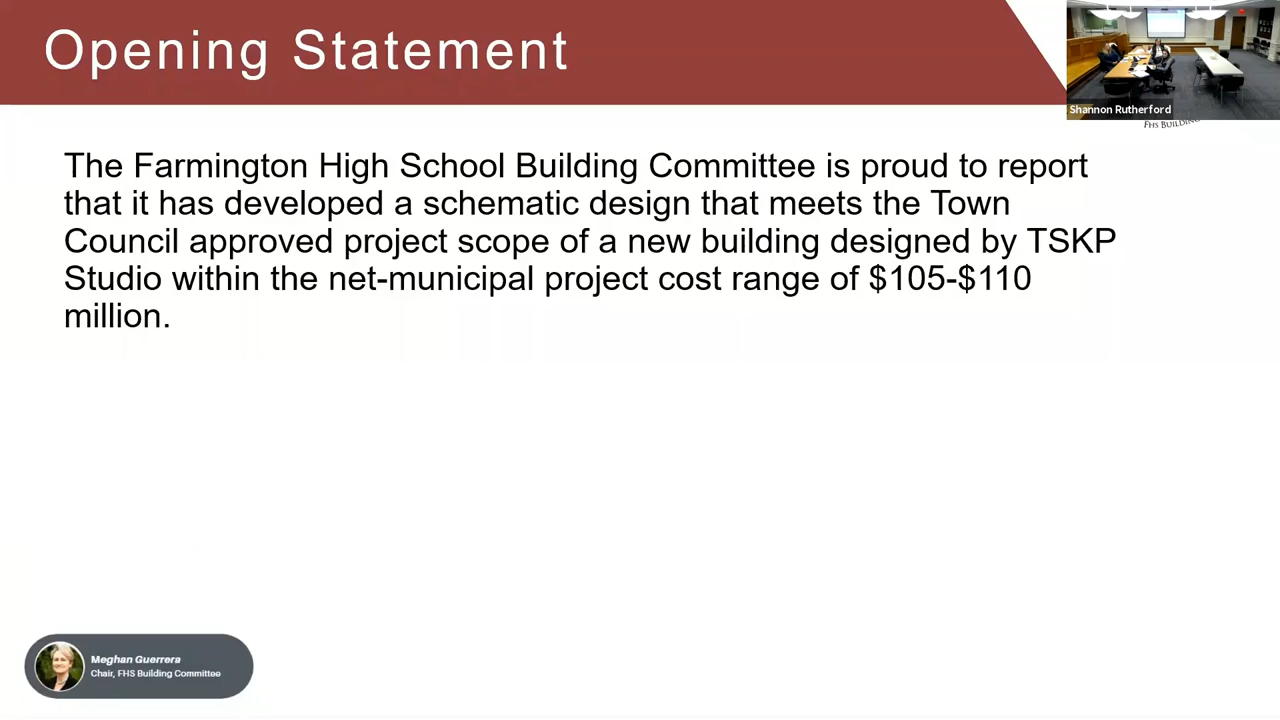 Opening Statement
Shannon Rutherford
FHS BUILDING
The Farmington High School Building Committee is proud to report
that it has developed a schematic design that meets the Town
Council approved project scope of a new building designed by TSKP
Studio within the net-municipal project cost range of $105-$110
million.
Meghan Guerrera
Chair, FHS Building Committee